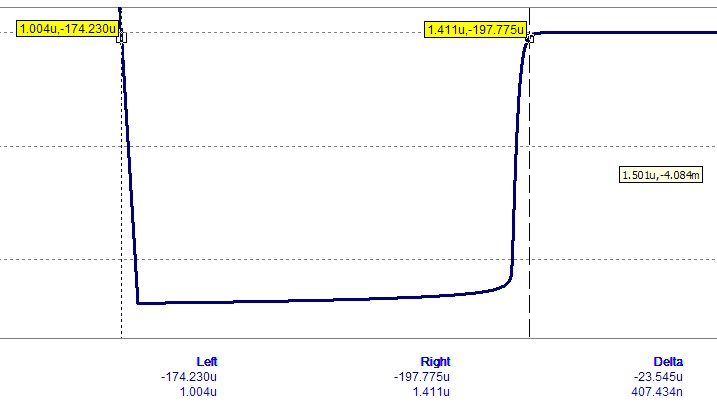 1.004u,-174.230u
1.411u,-197.775u
1.501u,-4.084m
Left Right Delta
-174.230u -197.775u -23.545u
1.004u 1.411u 407.434n